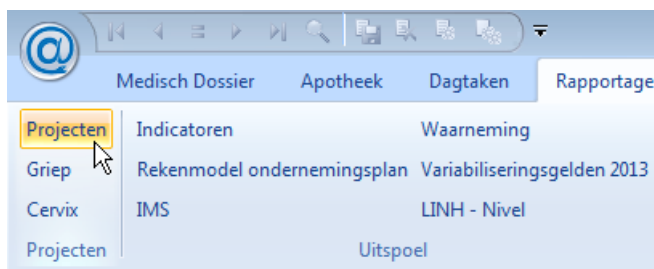 Medisch Dossier Apotheek Dagtaken Rapportage
Projecten Indicatoren Waarneming
Griep Rekenmodel ondernemingsplan Variabiliseringsgelden 2013
Cervix IMS LINH - Nivel
Projecten Uitspoel